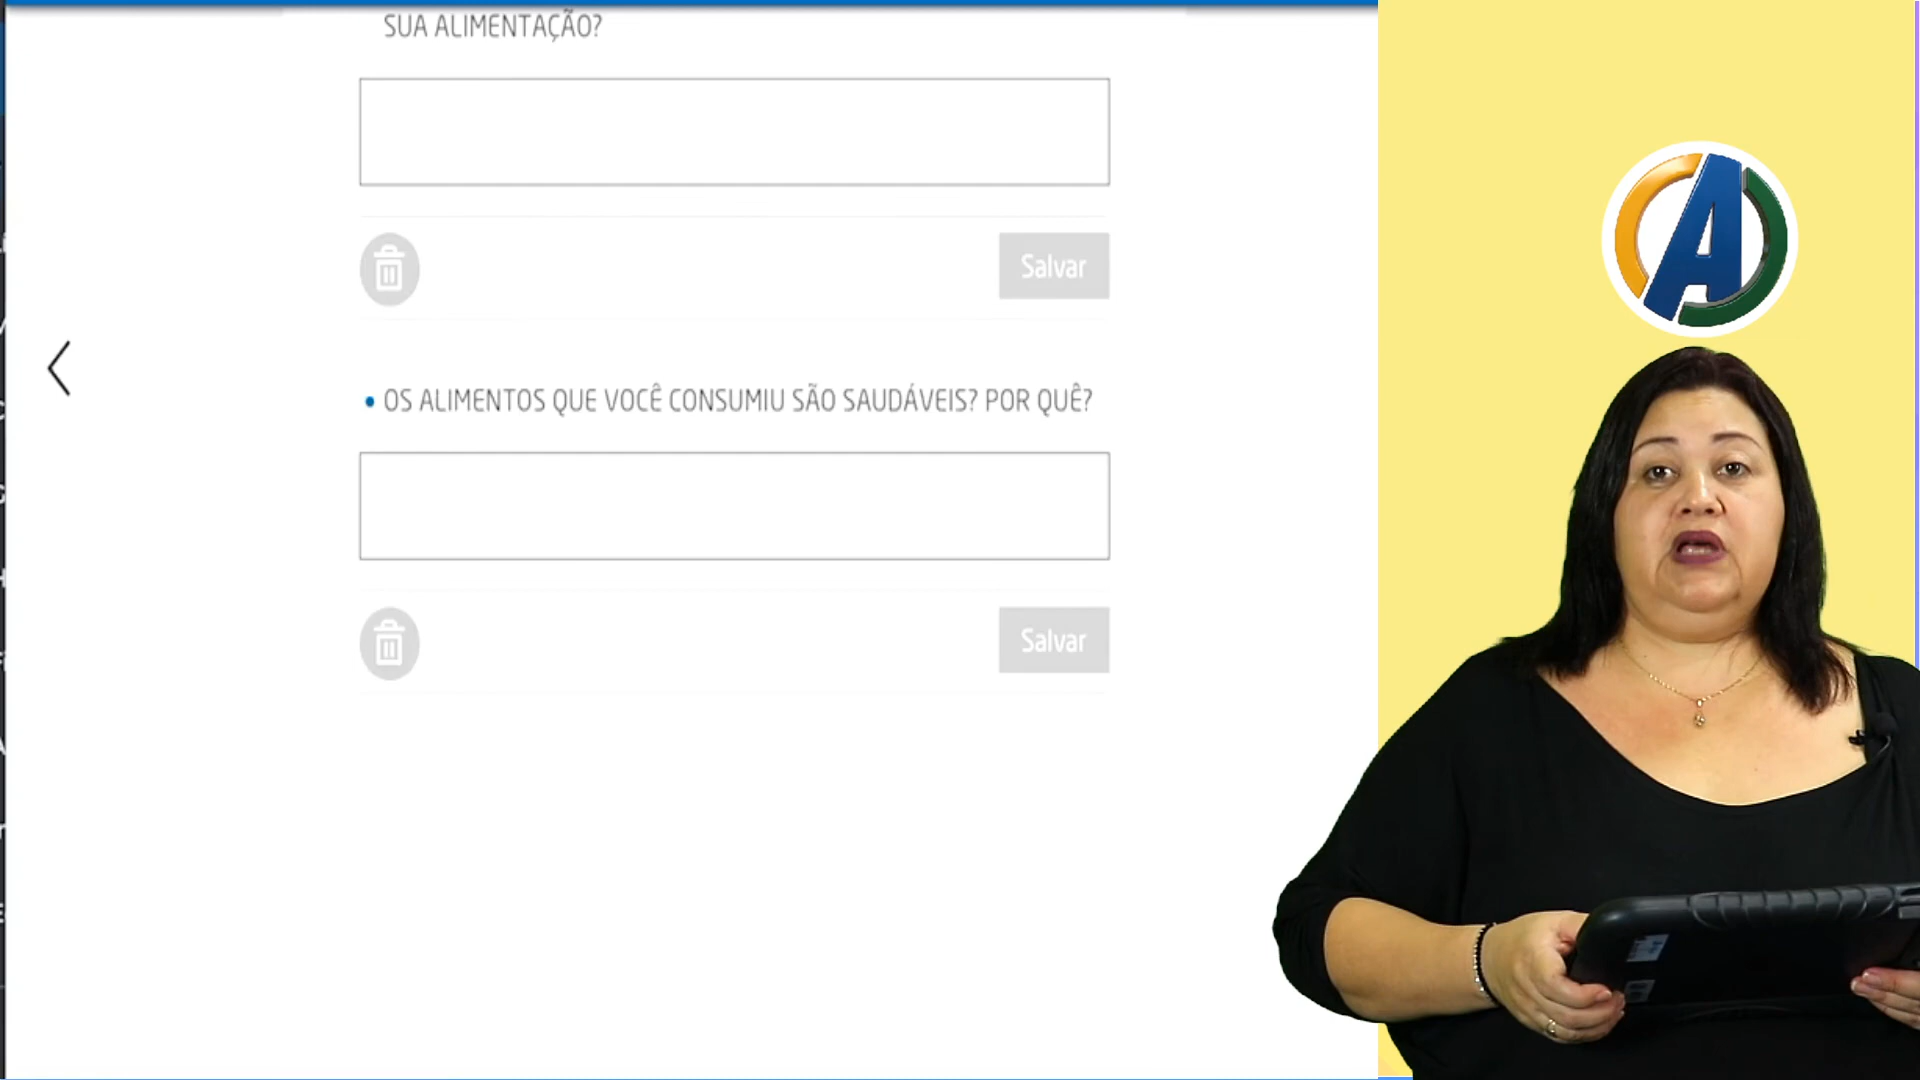 SUA ALIMENTAÇÃO?
Salvar
• OS ALIMENTOS QUE VOCÊ CONSUMIU SÃO SAUDÁVEIS? POR QUÊ?
Salvar
A